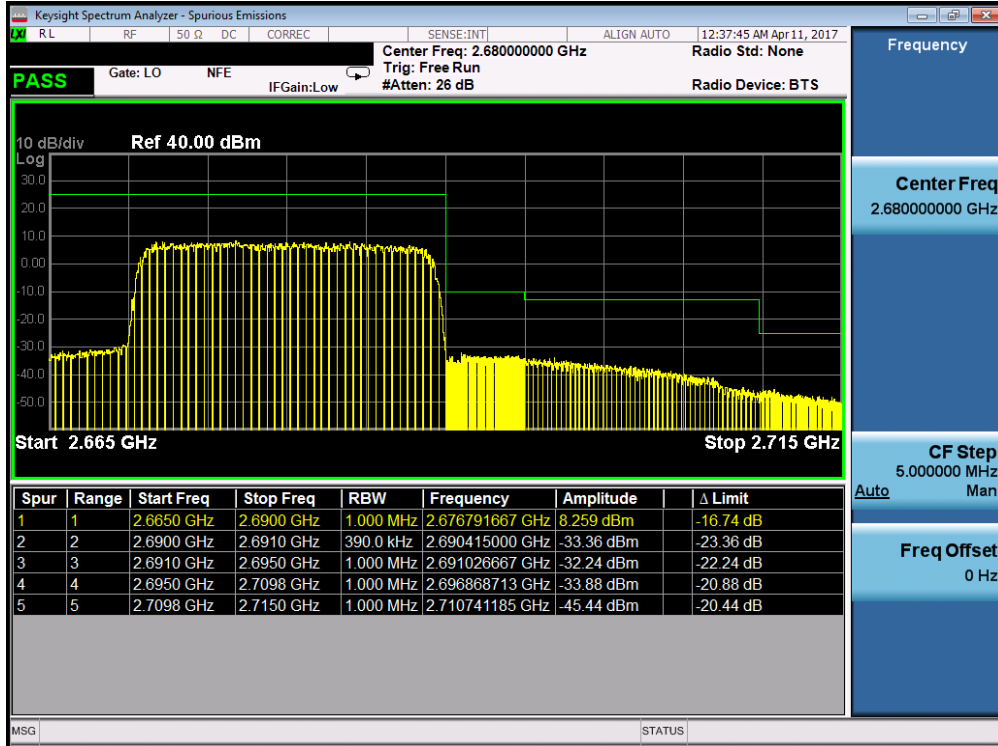 Keysight Spectrum Analyzer - Spurious Emissions
LXI RL RF 50 Ω DC CORREC SENSE:INT ALIGN AUTO 12:37:45 AM Apr 11, 2017
Center Freq: 2.680000000 GHz Radio Std: None
Trig: Free Run
PASS Gate: LO NFE
IFGain:Low #Atten: 26 dB Radio Device: BTS
10 dB/div Ref 40.00 dBm
Log
30.0
20.0
10.0
0.00
-10.0
-20.0
-30.0
-40.0
-50.0
Start 2.665 GHz Stop 2.715 GHz
Spur Range Start Freq Stop Freq RBW Frequency Amplitude Δ Limit
1 1 2.6650 GHz 2.6900 GHz 1.000 MHz 2.676791667 GHz 8.259 dBm -16.74 dB
2 2 2.6900 GHz 2.6910 GHz 390.0 kHz 2.690415000 GHz -33.36 dBm -23.36 dB
3 3 2.6910 GHz 2.6950 GHz 1.000 MHz 2.691026667 GHz -32.24 dBm -22.24 dB
4 4 2.6950 GHz 2.7098 GHz 1.000 MHz 2.696868713 GHz -33.88 dBm -20.88 dB
5 5 2.7098 GHz 2.7150 GHz 1.000 MHz 2.710741185 GHz -45.44 dBm -20.44 dB
MSG STATUS
Frequency
Center Freq
2.680000000 GHz
CF Step
5.000000 MHz
Auto Man
Freq Offset
0 Hz